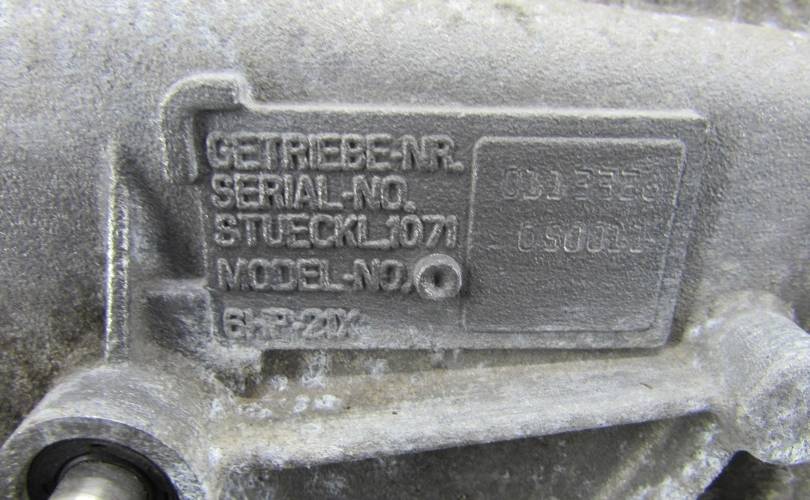 GETRIEBE-NR.
SERIAL-NO.
STUECKL.1071
MODEL-NO.
6HP-21X